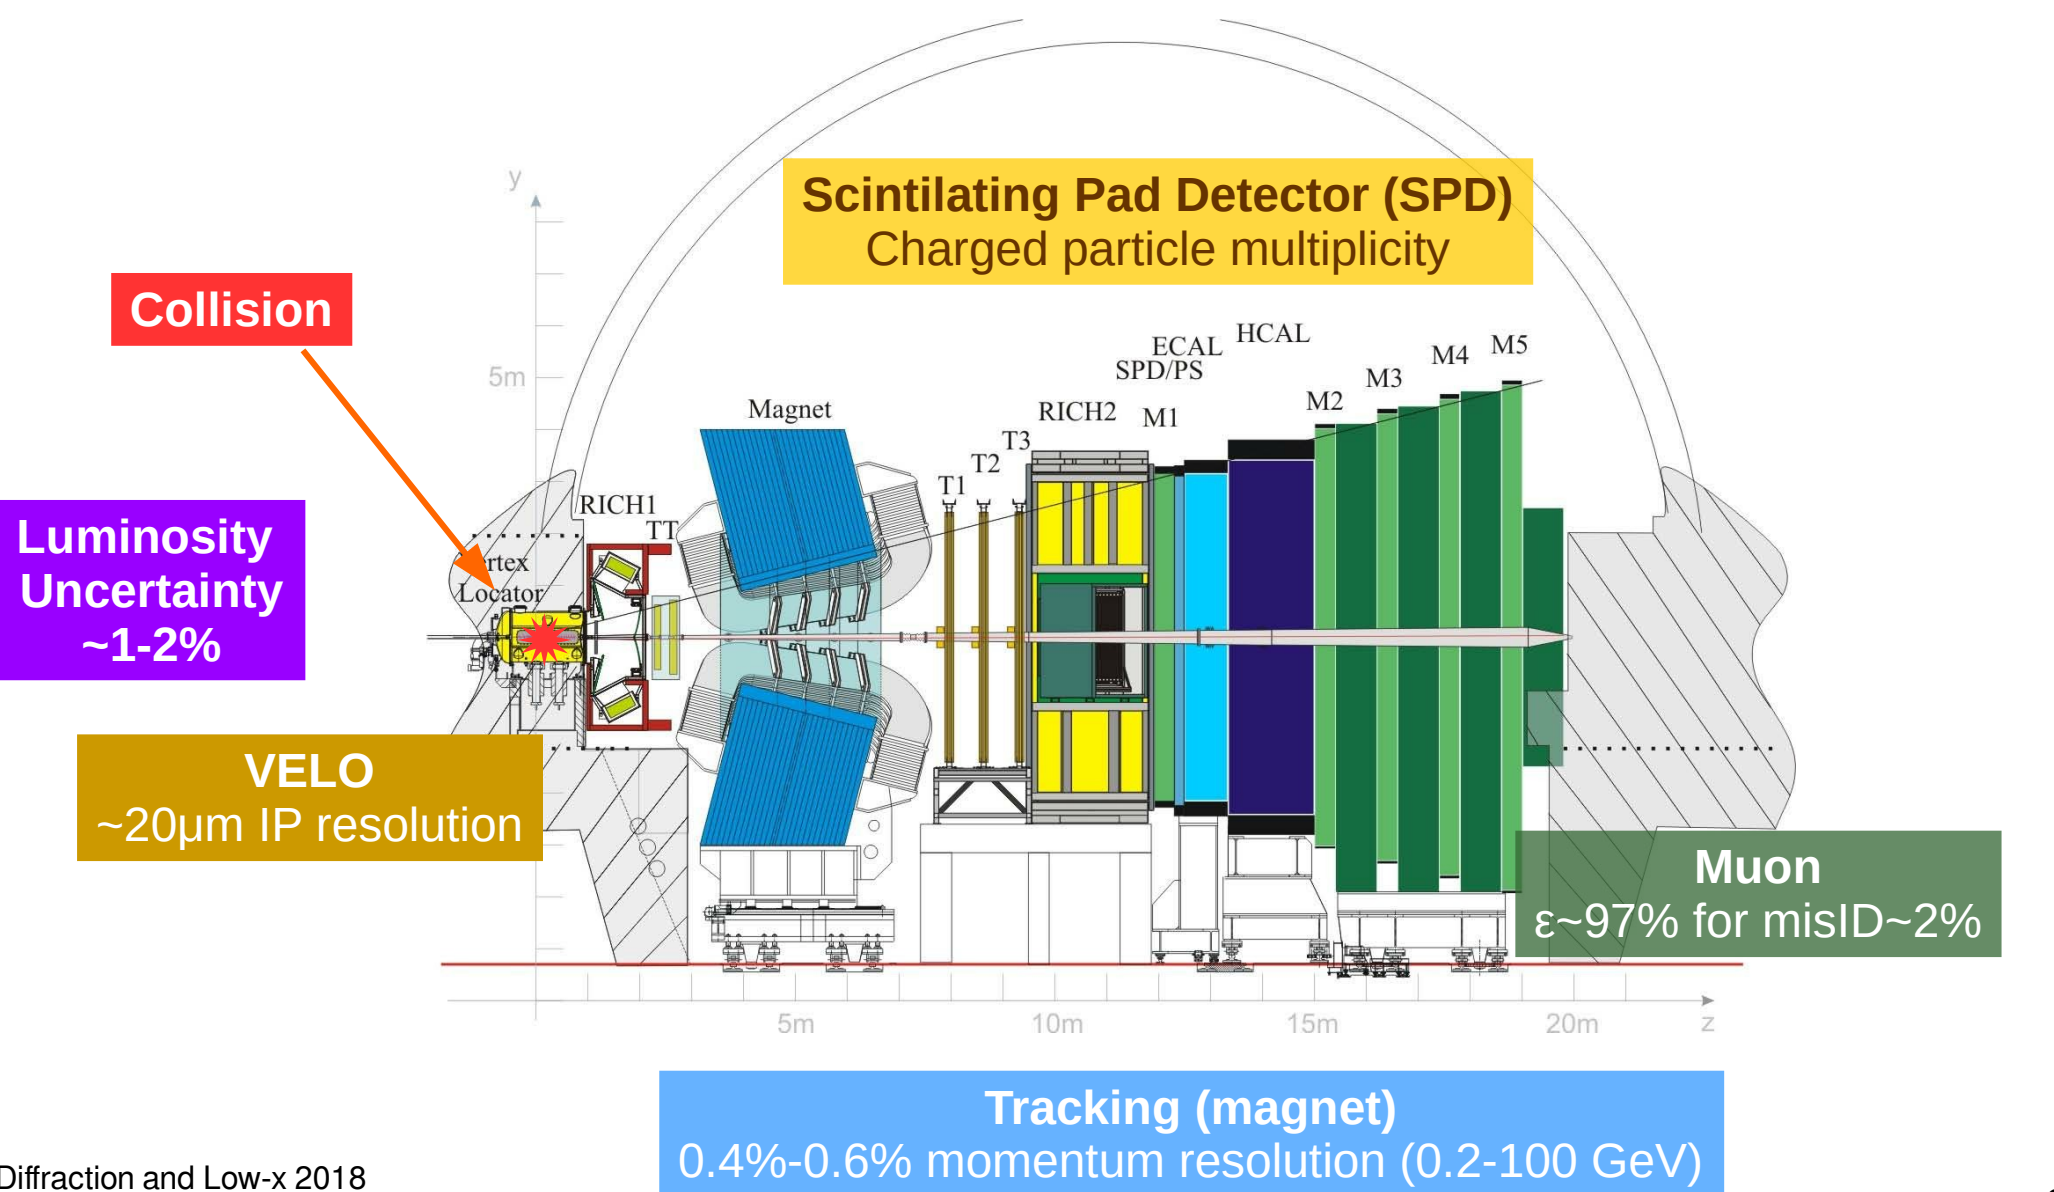 Scintilating Pad Detector (SPD)
Charged particle multiplicity
y
Collision
5m
HCAL
ECAL
SPD/PS
M5
M4
M3
M2
Magnet
RICH2
M1
T3
T2
T1
RICH1
TT
Luminosity
Uncertainty
~1-2%
Locator
VELO
~20μm IP resolution
Muon
ε~97% for misID~2%
5m
10m
15m
20m
z
Tracking (magnet)
0.4%-0.6% momentum resolution (0.2-100 GeV)
Diffraction and Low-x 2018